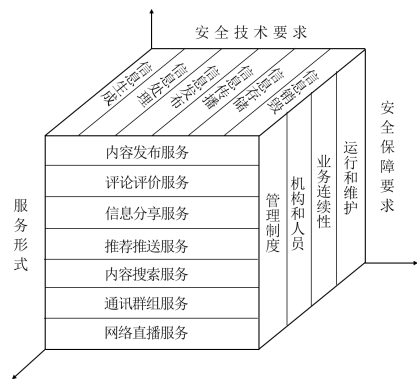 安全技术要求
信息生成
信息处理
信息发布
信息传播
信息存储
信息销毁
内容发布服务
评论评价服务
信息分享服务
推荐推送服务
内容搜索服务
通讯群组服务
网络直播服务
服务形式
管理制度
机构和人员
业务连续性
运行和维护
安全保障要求